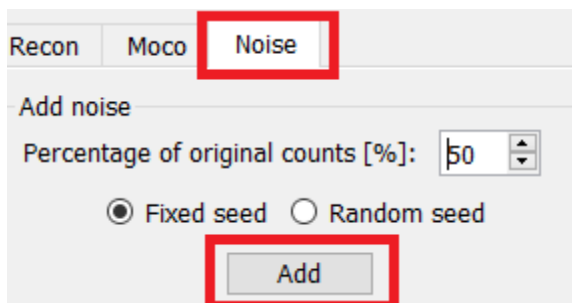 Recon Moco Noise
Add noise
Percentage of original counts [%]: 50
Fixed seed Random seed
Add